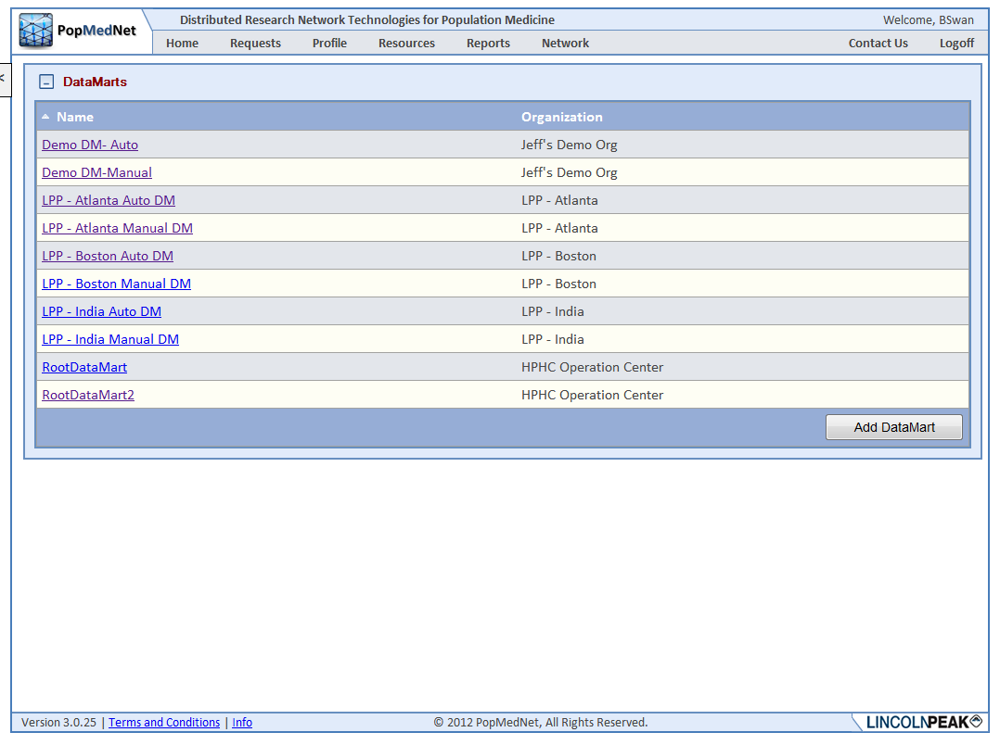 PopMedNet
Distributed Research Network Technologies for Population Medicine
Welcome, BSwan
Home Requests Profile Resources Reports Network Contact Us Logoff
<
DataMarts
Name Organization
Demo DM- Auto Jeff's Demo Org
Demo DM-Manual Jeff's Demo Org
LPP - Atlanta Auto DM LPP - Atlanta
LPP - Atlanta Manual DM LPP - Atlanta
LPP - Boston Auto DM LPP - Boston
LPP - Boston Manual DM LPP - Boston
LPP - India Auto DM LPP - India
LPP - India Manual DM LPP - India
RootDataMart HPHC Operation Center
RootDataMart2 HPHC Operation Center
Add DataMart
Version 3.0.25 | Terms and Conditions | Info © 2012 PopMedNet, All Rights Reserved. LINCOLNPEAK